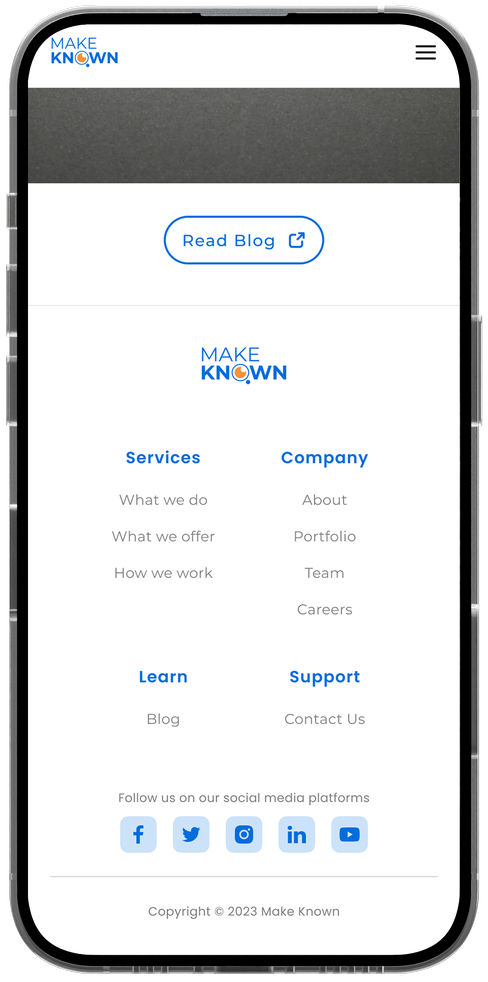 MAKE
KNOWN
Read Blog
MAKE
KNOWN
Services
What we do
What we offer
How we work
Company
About
Portfolio
Team
Careers
Learn
Blog
Support
Contact Us
Follow us on our social media platforms
Copyright © 2023 Make Known